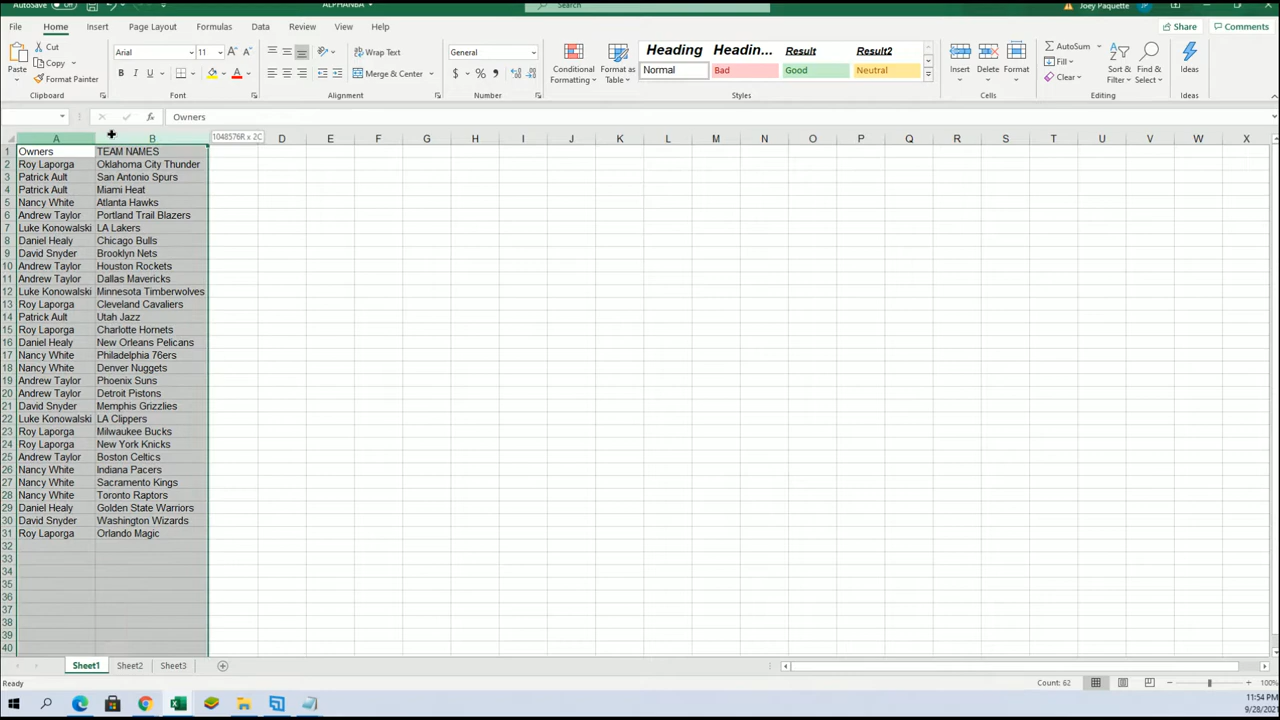 AutoSave ALPHANBA Search Joey Paquette
File Home Insert Page Layout Formulas Data Review View Help Share Comments
Paste Cut Copy Format Painter Clipboard
Arial 11 B I U Font
Wrap Text Merge & Center Alignment
General $ % Number
Conditional Formatting Format as Table
Heading Headin... Result Result2
Normal Bad Good Neutral
Styles
Insert Delete Format Cells
AutoSum Fill Clear Sort & Filter Find & Select Editing
Ideas
Owners
1048576R x 2C
A B D E F G H I J K L M N O P Q R S T U V W X
1 Owners TEAM NAMES
2 Roy Laporga Oklahoma City Thunder
3 Patrick Ault San Antonio Spurs
4 Patrick Ault Miami Heat
5 Nancy White Atlanta Hawks
6 Andrew Taylor Portland Trail Blazers
7 Luke Konowalski LA Lakers
8 Daniel Healy Chicago Bulls
9 David Snyder Brooklyn Nets
10 Andrew Taylor Houston Rockets
11 Andrew Taylor Dallas Mavericks
12 Luke Konowalski Minnesota Timberwolves
13 Roy Laporga Cleveland Cavaliers
14 Patrick Ault Utah Jazz
15 Roy Laporga Charlotte Hornets
16 Daniel Healy New Orleans Pelicans
17 Nancy White Philadelphia 76ers
18 Nancy White Denver Nuggets
19 Andrew Taylor Phoenix Suns
20 Andrew Taylor Detroit Pistons
21 David Snyder Memphis Grizzlies
22 Luke Konowalski LA Clippers
23 Roy Laporga Milwaukee Bucks
24 Roy Laporga New York Knicks
25 Andrew Taylor Boston Celtics
26 Nancy White Indiana Pacers
27 Nancy White Sacramento Kings
28 Nancy White Toronto Raptors
29 Daniel Healy Golden State Warriors
30 David Snyder Washington Wizards
31 Roy Laporga Orlando Magic
32
33
34
35
36
37
38
39
40
Sheet1 Sheet2 Sheet3
Ready Count: 62 100%
11:54 PM